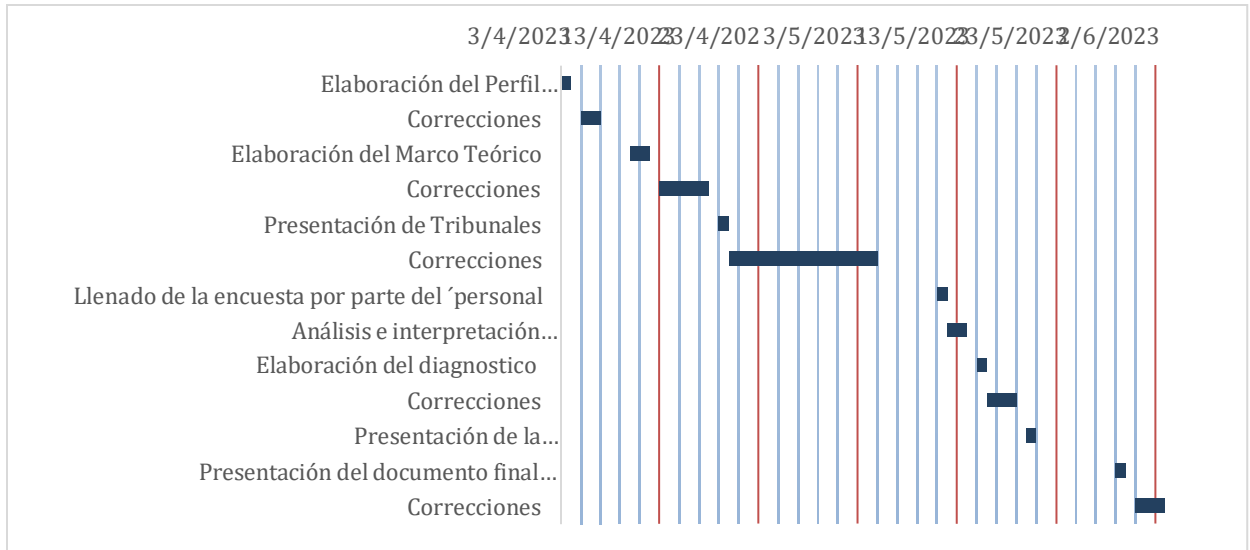 3/4/2023 13/4/2023 23/4/2023 3/5/2023 13/5/2023 23/5/2023 2/6/2023
Elaboración del Perfil…
Correcciones
Elaboración del Marco Teórico
Correcciones
Presentación de Tribunales
Correcciones
Llenado de la encuesta por parte del ´personal
Análisis e interpretación…
Elaboración del diagnostico
Correcciones
Presentación de la…
Presentación del documento final…
Correcciones